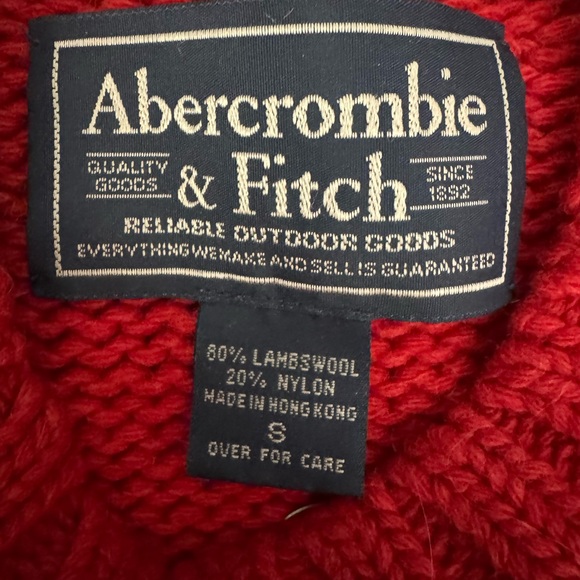 Abercrombie
QUALITY
GOODS
& Fitch
SINCE
1892
RELIABLE OUTDOOR GOODS
EVERYTHING WE MAKE AND SELL IS GUARANTEED
80% LAMBSWOOL
20% NYLON
MADE IN HONG KONG
S
OVER FOR CARE